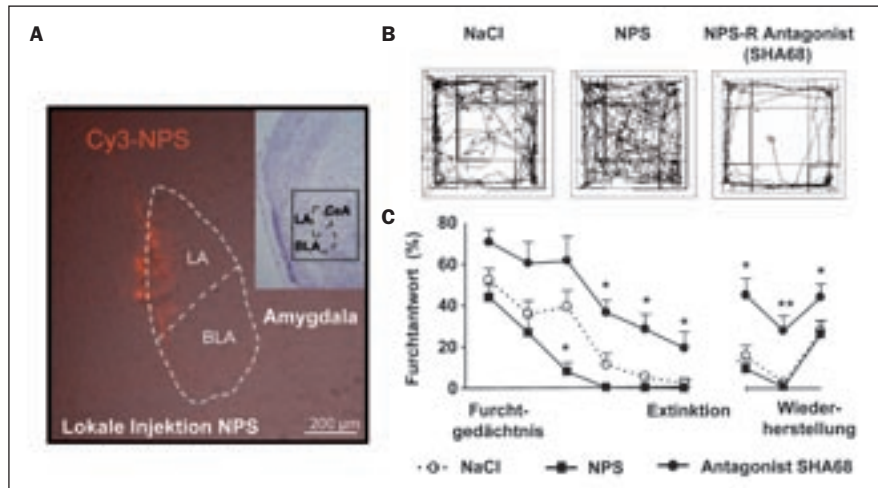 A
Cy3-NPS
LA
BLA
LA
CeA
BLA
Amygdala
Lokale Injektion NPS
200 µm
B
NaCl
NPS
NPS-R Antagonist
(SHA68)
C
Furchtantwort (%)
80
60
40
20
0
*
*
*
*
*
**
*
Furcht-
gedächtnis
Extinktion
Wieder-
herstellung
NaCl
NPS
Antagonist SHA68